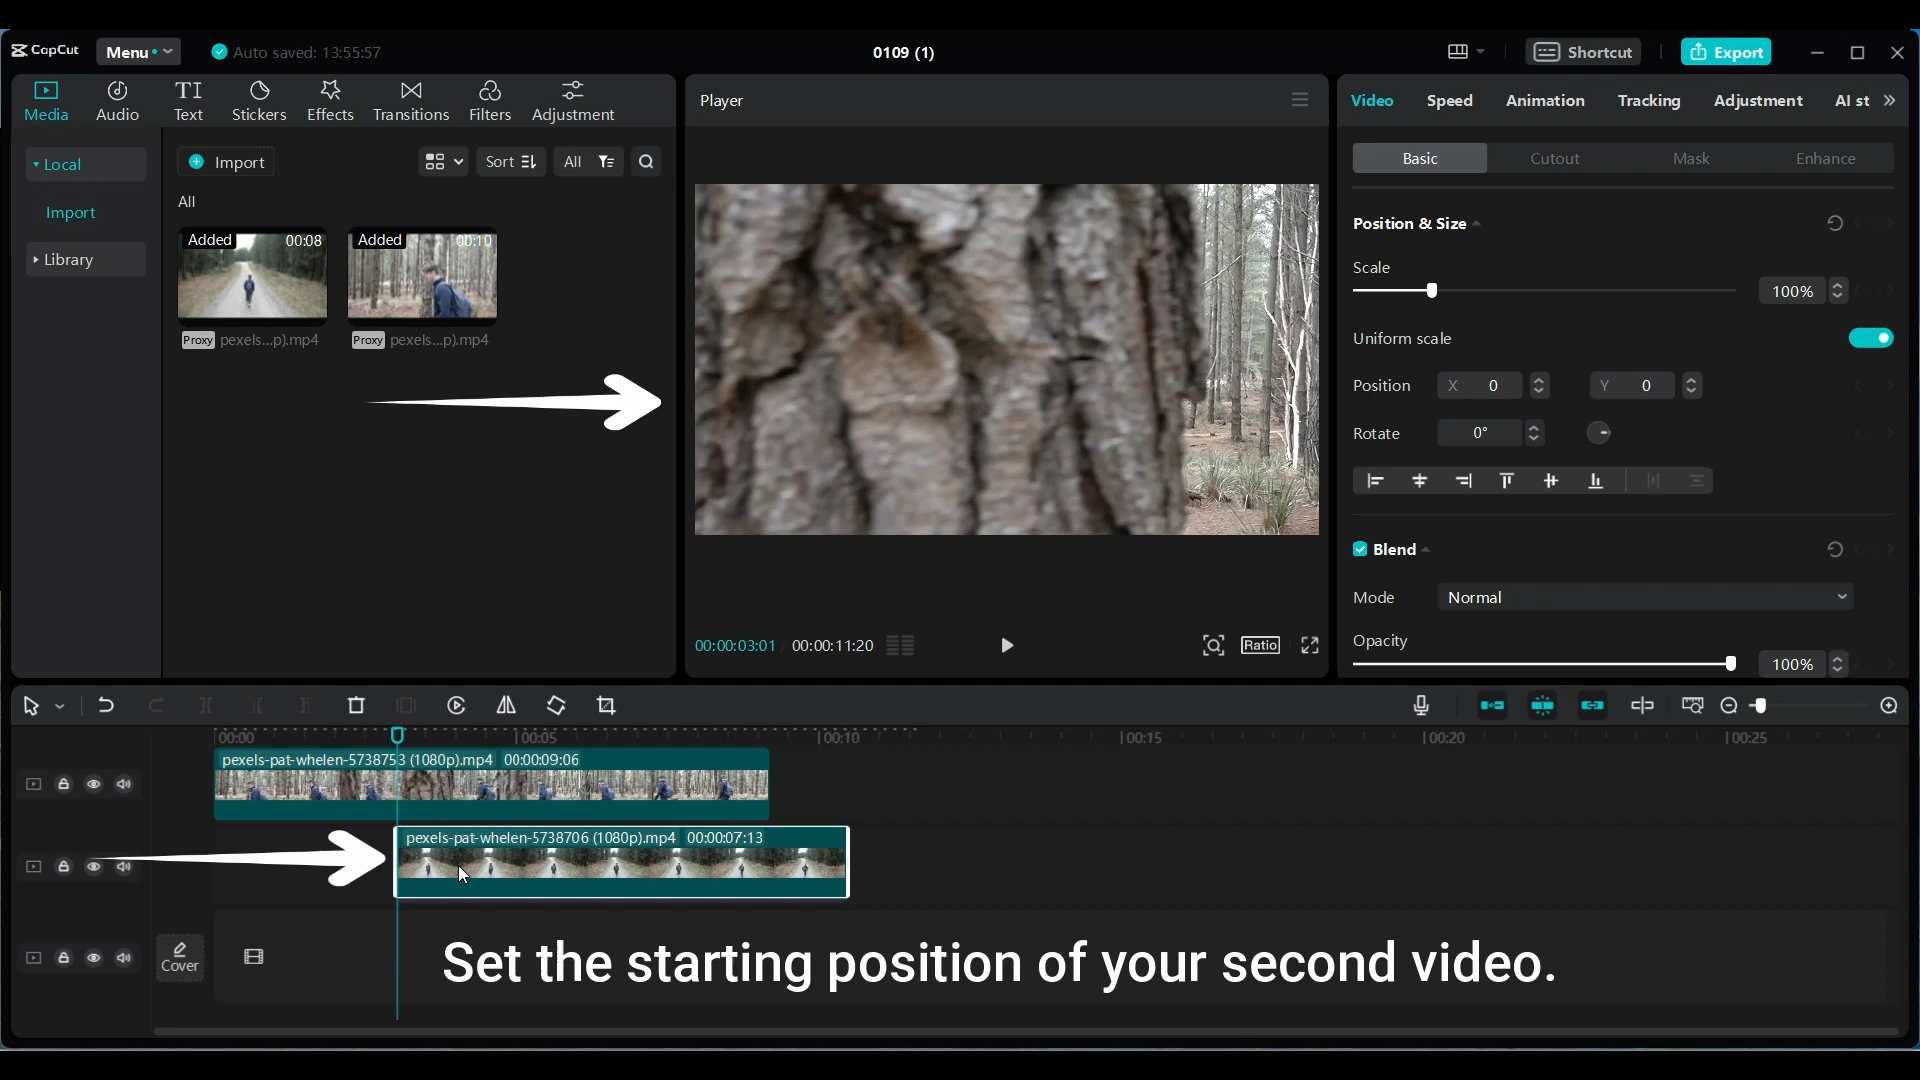 CapCut
Menu
Auto saved: 13:55:57
0109 (1)
Shortcut
Export
Media
Audio
Text
Stickers
Effects
Transitions
Filters
Adjustment
Local
Import
Library
Import
Sort
All
All
Added
00:08
Added
00:10
Proxy
pexels...p).mp4
Proxy
pexels...p).mp4
Player
00:00:03:01
00:00:11:20
Ratio
Video
Speed
Animation
Tracking
Adjustment
AI st
Basic
Cutout
Mask
Enhance
Position & Size
Scale
100%
Uniform scale
Position
X 0
Y 0
Rotate
0°
Blend
Mode
Normal
Opacity
100%
00:00
00:05
00:10
00:15
00:20
00:25
pexels-pat-whelen-5738753 (1080p).mp4 00:00:09:06
pexels-pat-whelen-5738706 (1080p).mp4 00:00:07:13
Cover
Set the starting position of your second video.